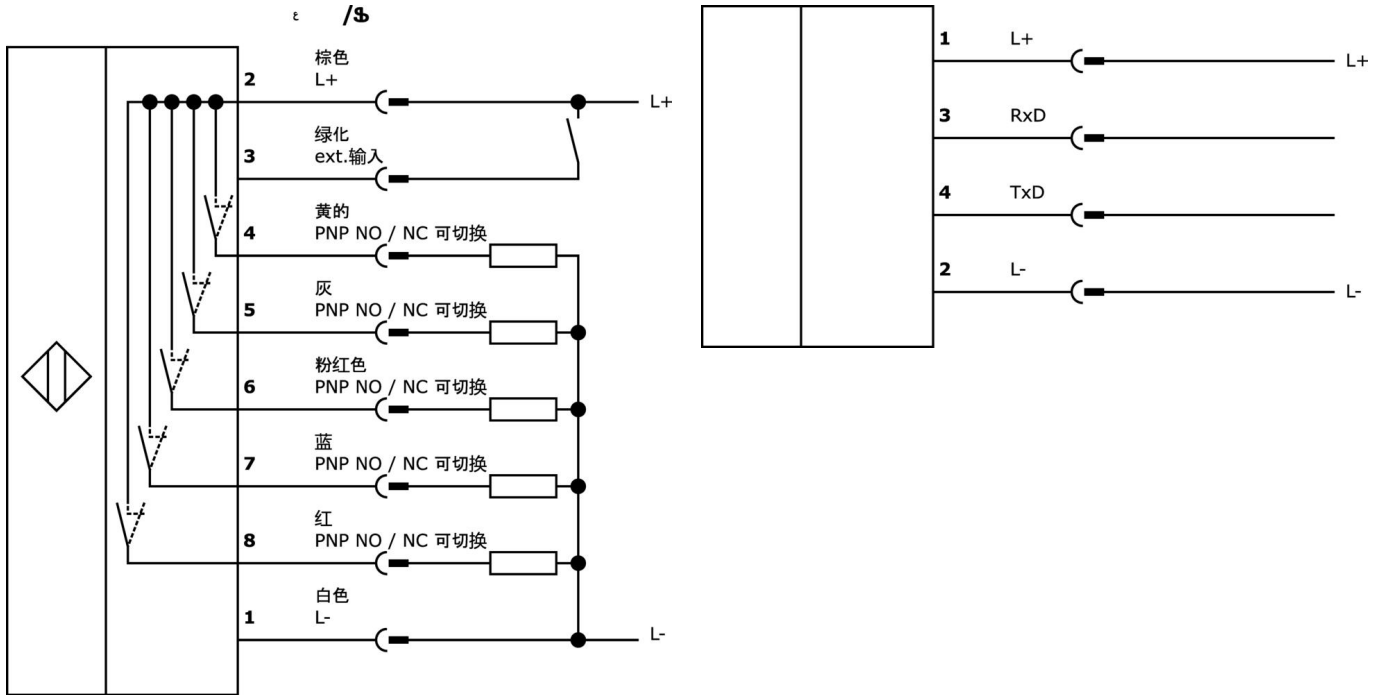 棕色
2 L+ L+
绿化
3 ext.输入
黄的
4 PNP NO / NC 可切换
灰
5 PNP NO / NC 可切换
粉红色
6 PNP NO / NC 可切换
蓝
7 PNP NO / NC 可切换
红
8 PNP NO / NC 可切换
白色
1 L- L-
1 L+ L+
3 RxD
4 TxD
2 L- L-